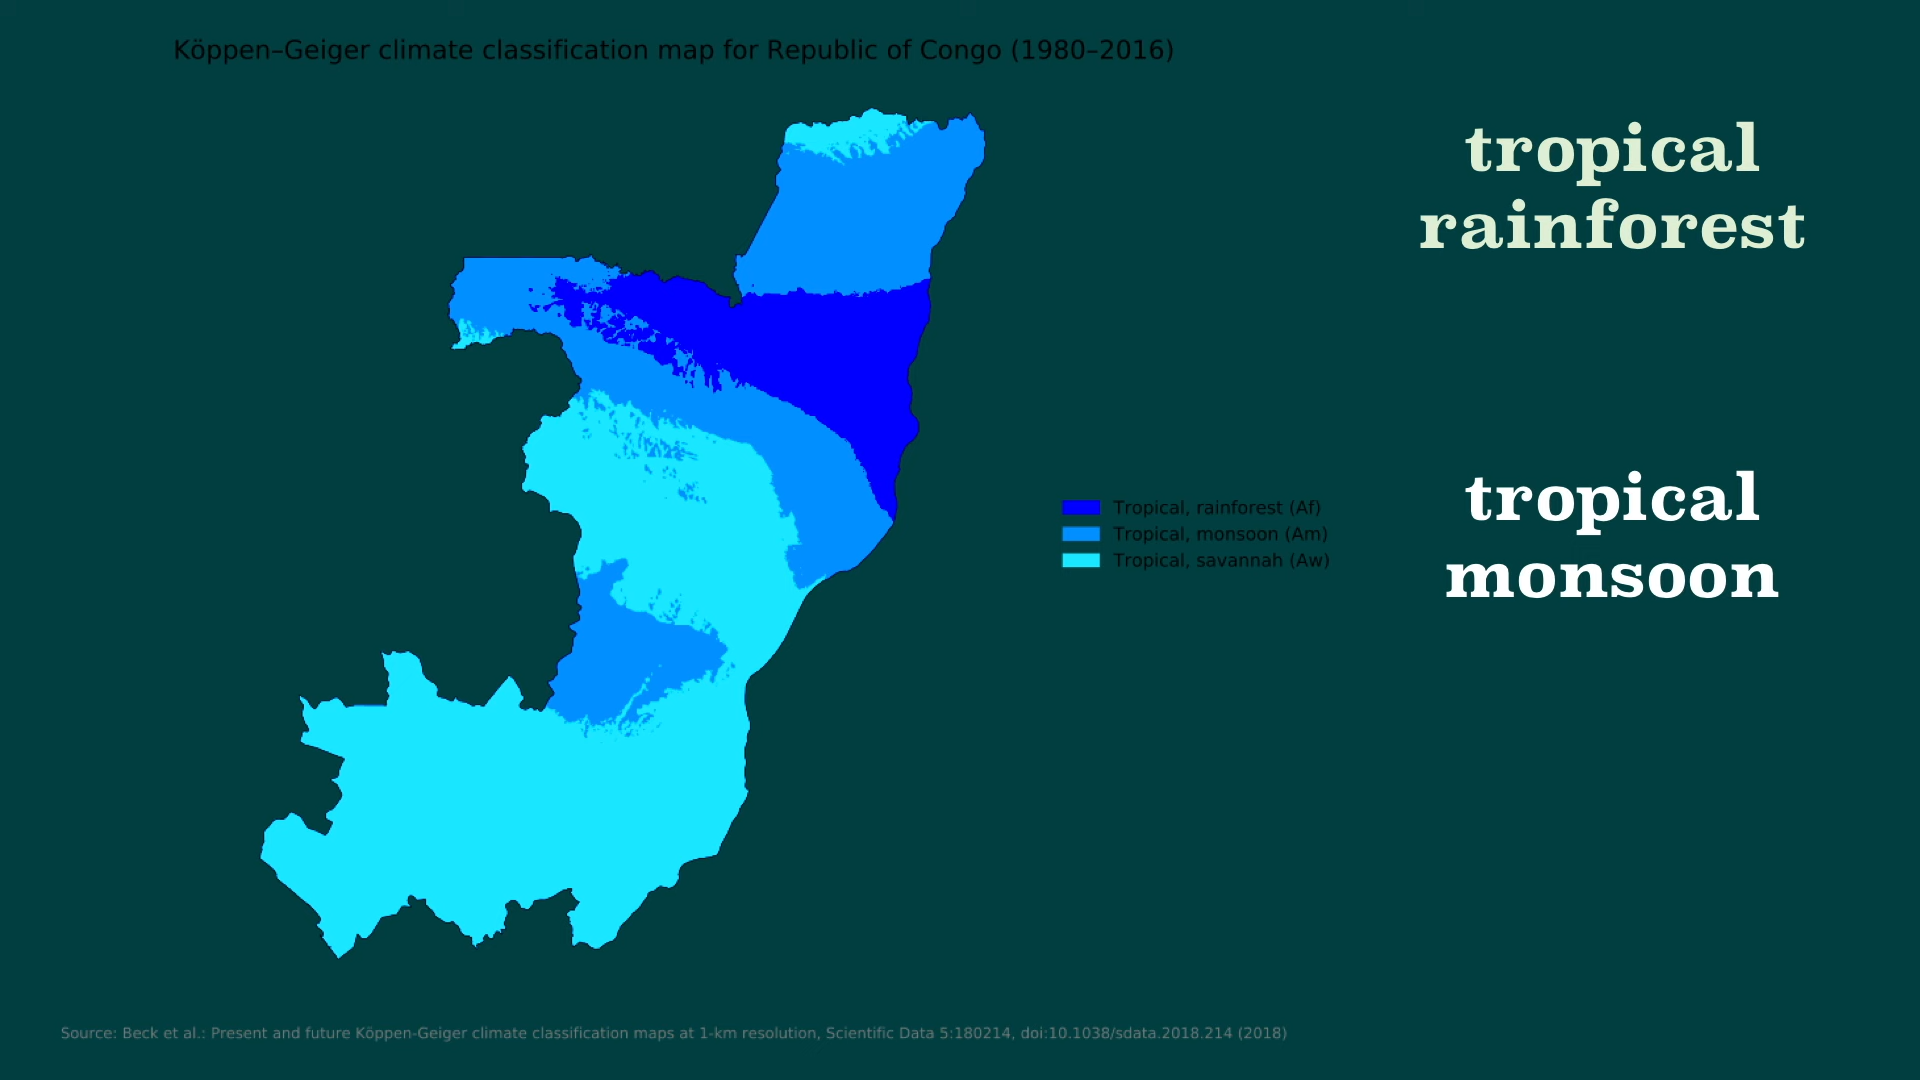 Köppen–Geiger climate classification map for Republic of Congo (1980–2016)
tropical
rainforest
Tropical, rainforest (Af)
Tropical, monsoon (Am)
Tropical, savannah (Aw)
tropical
monsoon
Source: Beck et al.: Present and future Köppen-Geiger climate classification maps at 1-km resolution, Scientific Data 5:180214, doi:10.1038/sdata.2018.214 (2018)